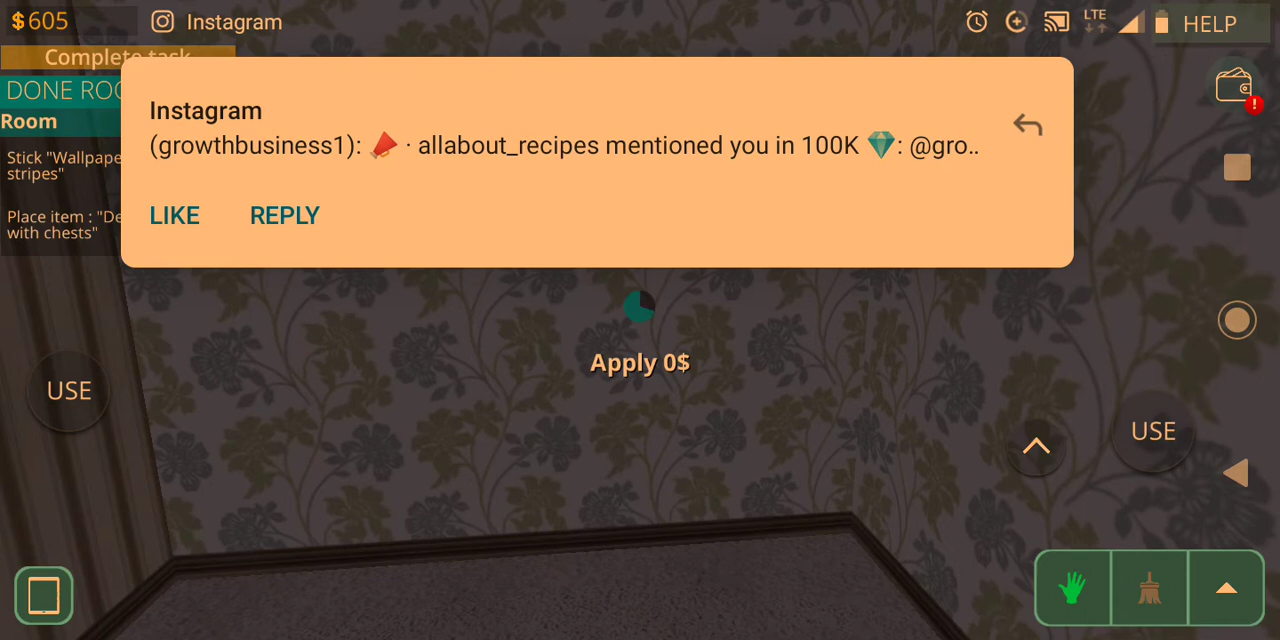 $605
Instagram
LTE
HELP
Complete task
DONE ROO
Room
Instagram
(growthbusiness1): 📣 · allabout_recipes mentioned you in 100K 💎: @gro..
Stick "Wallpape
stripes"
Place item : "De
with chests"
LIKE
REPLY
Apply 0$
USE
USE